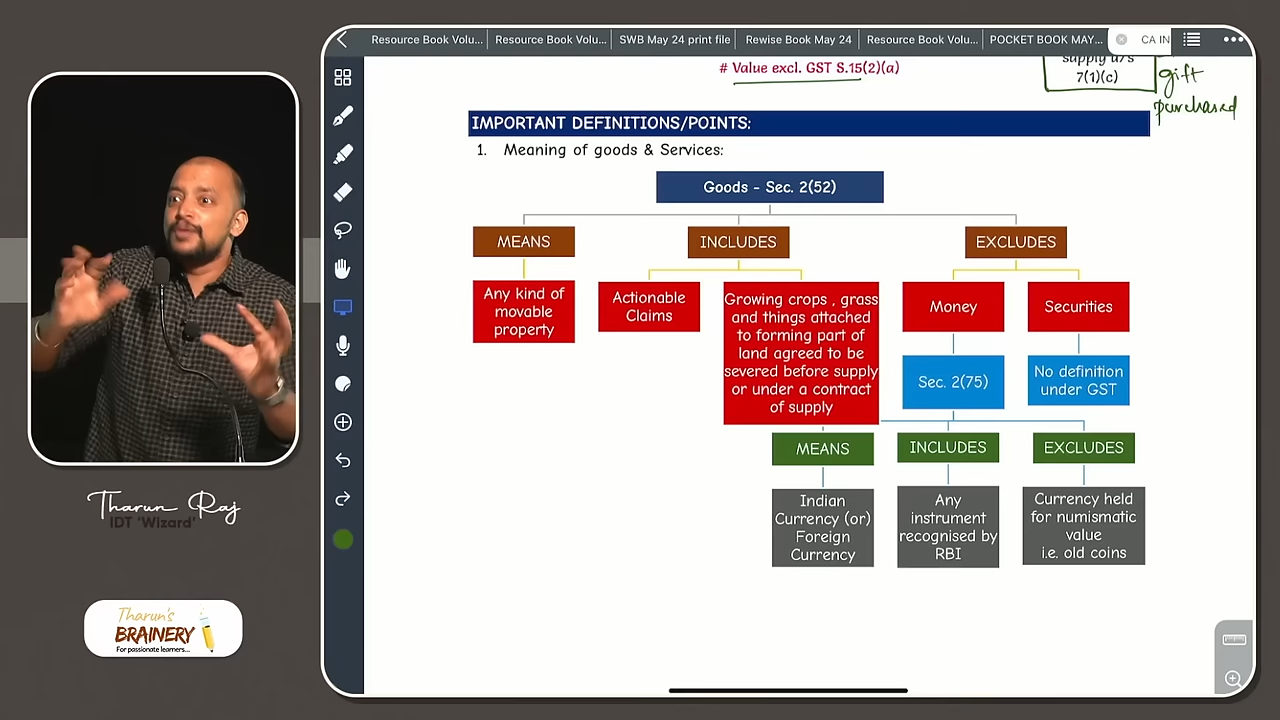 Resource Book Volu...
Resource Book Volu...
SWB May 24 print file
Rewise Book May 24
Resource Book Volu...
POCKET BOOK MAY...
CA IN
# Value excl. GST S.15(2)(a)
supply u/s
7(1)(c)
gift
purchased
IMPORTANT DEFINITIONS/POINTS:
1. Meaning of goods & Services:
Goods - Sec. 2(52)
MEANS
INCLUDES
EXCLUDES
Any kind of
movable
property
Actionable
Claims
Growing crops , grass
and things attached
to forming part of
land agreed to be
severed before supply
or under a contract
of supply
Money
Securities
Sec. 2(75)
No definition
under GST
MEANS
INCLUDES
EXCLUDES
Indian
Currency (or)
Foreign
Currency
Any
instrument
recognised by
RBI
Currency held
for numismatic
value
i.e. old coins
Tharun Raj
IDT 'Wizard'
Tharun's
BRAINERY
For passionate learners...